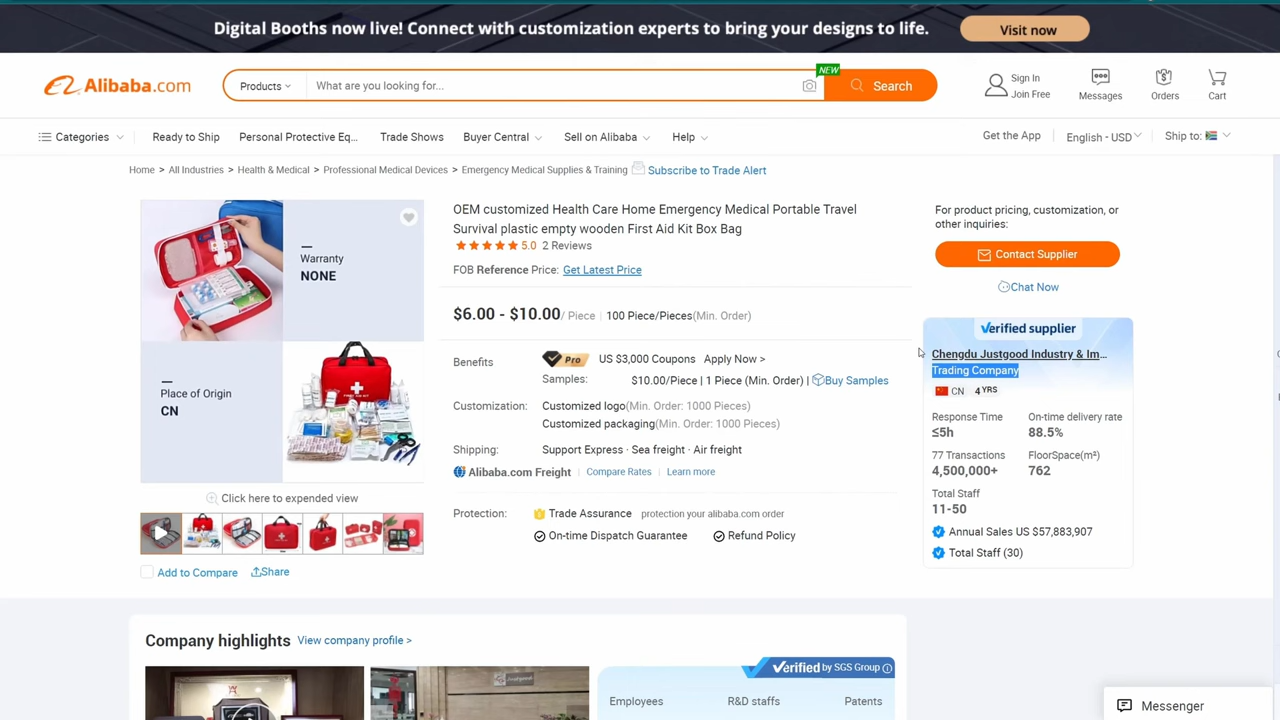 Digital Booths now live! Connect with customization experts to bring your designs to life.
Visit now
Alibaba.com
Products
What are you looking for...
NEW
Search
Sign In
Join Free
Messages
Orders
Cart
Categories
Ready to Ship
Personal Protective Eq...
Trade Shows
Buyer Central
Sell on Alibaba
Help
Get the App
English - USD
Ship to:
Home > All Industries > Health & Medical > Professional Medical Devices > Emergency Medical Supplies & Training
Subscribe to Trade Alert
Warranty
NONE
Place of Origin
CN
FIRST AID KIT
Click here to expended view
Add to Compare
Share
OEM customized Health Care Home Emergency Medical Portable Travel
Survival plastic empty wooden First Aid Kit Box Bag
5.0 2 Reviews
FOB Reference Price: Get Latest Price
$6.00 - $10.00/ Piece | 100 Piece/Pieces(Min. Order)
Benefits
Pro
US $3,000 Coupons Apply Now >
Samples:
$10.00/Piece | 1 Piece (Min. Order) | Buy Samples
Customization:
Customized logo(Min. Order: 1000 Pieces)
Customized packaging(Min. Order: 1000 Pieces)
Shipping:
Support Express · Sea freight · Air freight
Alibaba.com Freight | Compare Rates | Learn more
Protection:
Trade Assurance protection your alibaba.com order
On-time Dispatch Guarantee
Refund Policy
For product pricing, customization, or
other inquiries:
Contact Supplier
Chat Now
Verified supplier
Chengdu Justgood Industry & Im...
Trading Company
CN 4 YRS
Response Time
≤5h
On-time delivery rate
88.5%
77 Transactions
4,500,000+
FloorSpace(m²)
762
Total Staff
11-50
Annual Sales US $57,883,907
Total Staff (30)
Company highlights View company profile >
Verified by SGS Group
Employees
R&D staffs
Patents
Messenger